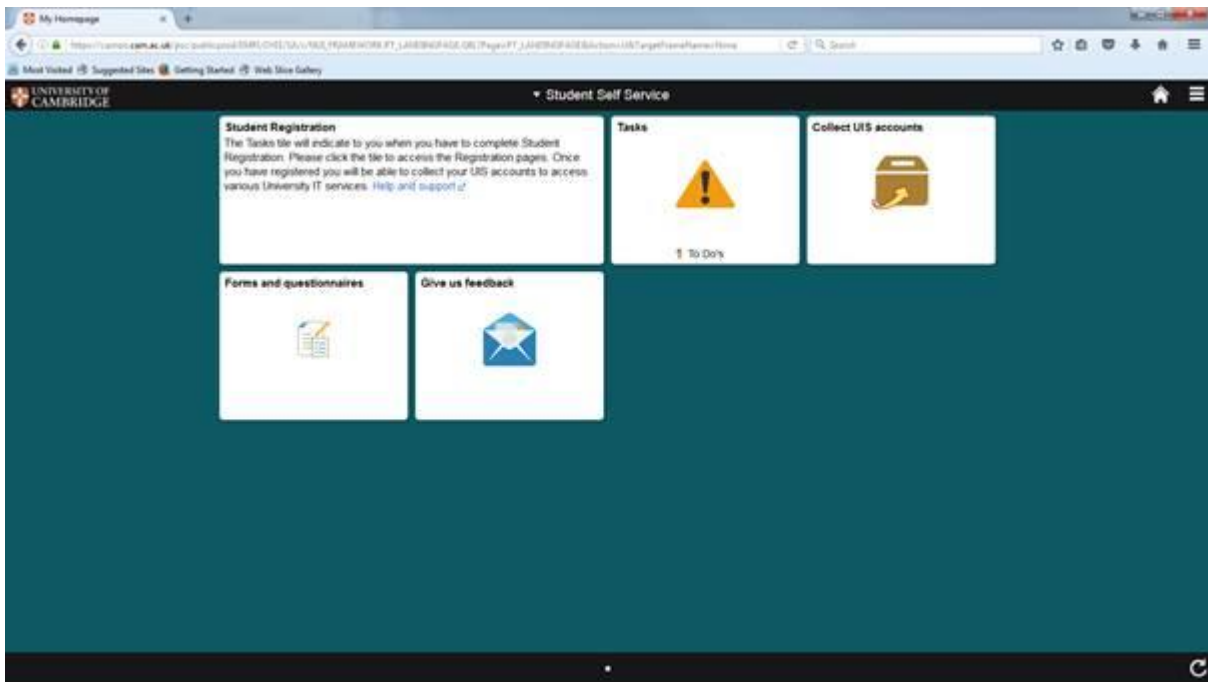 My Homepage
cam.ac.uk
Search
Most Visited Suggested Sites Getting Started Web Slice Gallery
UNIVERSITY OF
CAMBRIDGE
Student Self Service
Student Registration
The Tasks tile will indicate to you when you have to complete Student
Registration. Please click the tile to access the Registration pages. Once
you have registered you will be able to collect your UIS accounts to access
various University IT services. Help and support
Tasks
1 To Do's
Collect UIS accounts
Forms and questionnaires
Give us feedback